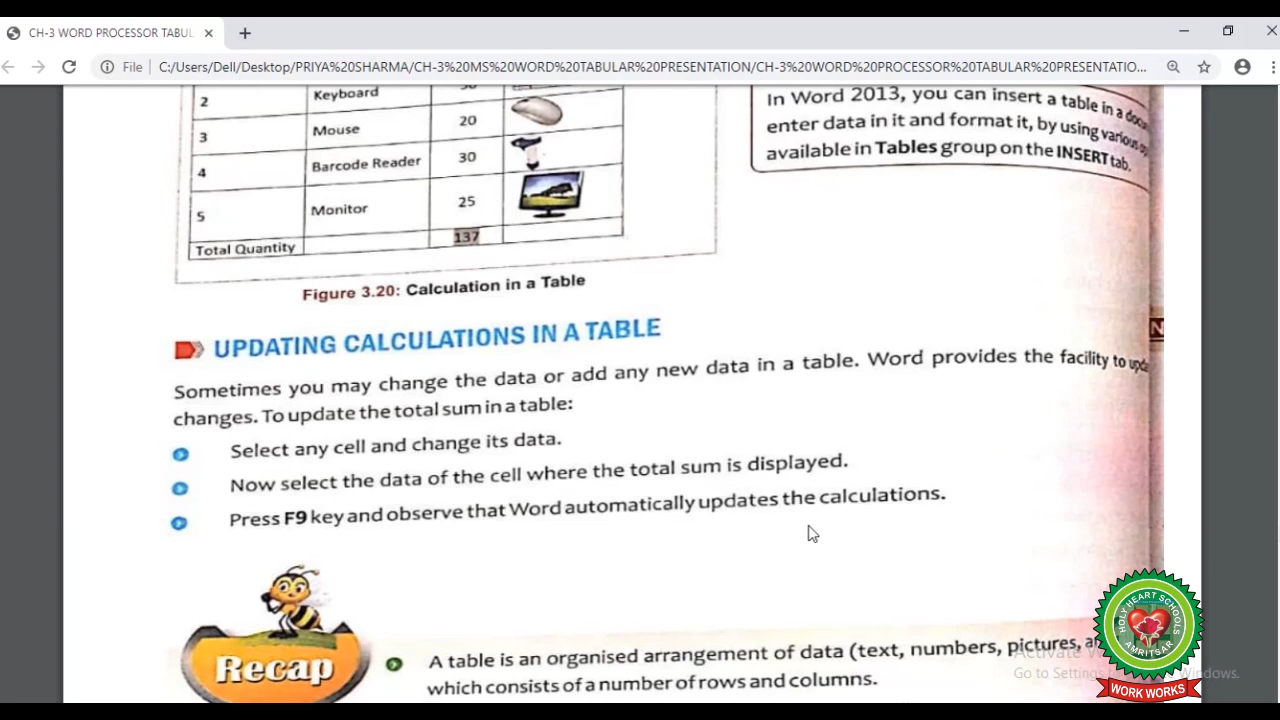 CH-3 WORD PROCESSOR TABUL
File
C:/Users/Dell/Desktop/PRIYA%20SHARMA/CH-3%20MS%20WORD%20TABULAR%20PRESENTATION/CH-3%20WORD%20PROCESSOR%20TABULAR%20PRESENTATIO...
2 Keyboard
3 Mouse 20
4 Barcode Reader 30
5 Monitor 25
Total Quantity 137
Figure 3.20: Calculation in a Table
In Word 2013, you can insert a table in a
enter data in it and format it, by using various
available in Tables group on the INSERT tab.
UPDATING CALCULATIONS IN A TABLE
Sometimes you may change the data or add any new data in a table. Word provides the facility to
changes. To update the total sum in a table:
Select any cell and change its data.
Now select the data of the cell where the total sum is displayed.
Press F9 key and observe that Word automatically updates the calculations.
Recap
A table is an organised arrangement of data (text, numbers, pictures,
which consists of a number of rows and columns.
Activate
Go to Settings Windows.
HOLY HEART SCHOOLS
AMRITSAR
WORK WORKS